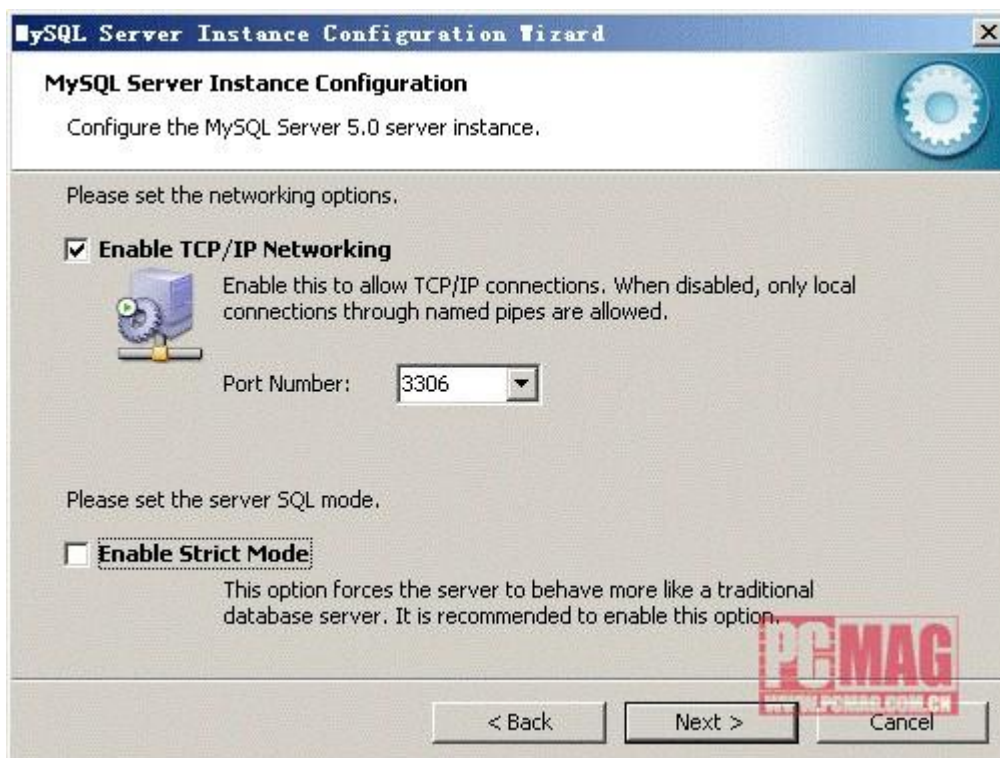 MySQL Server Instance Configuration Wizard
MySQL Server Instance Configuration
Configure the MySQL Server 5.0 server instance.
Please set the networking options.
Enable TCP/IP Networking
Enable this to allow TCP/IP connections. When disabled, only local
connections through named pipes are allowed.
Port Number: 3306
Please set the server SQL mode.
Enable Strict Mode
This option forces the server to behave more like a traditional
database server. It is recommended to enable this option.
PCMAG
WWW.PCMAG.COM.CN
< Back Next > Cancel